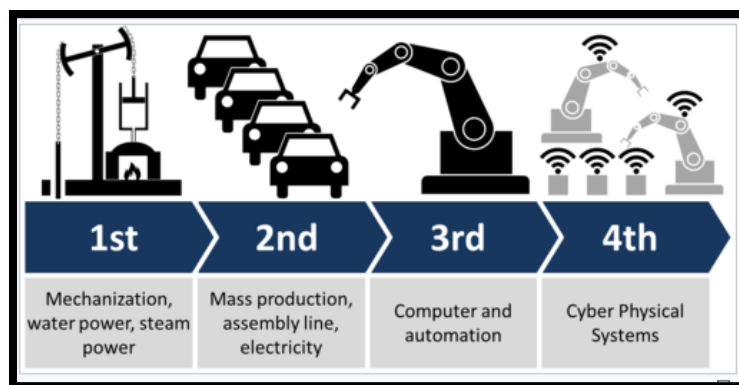 1st
2nd
3rd
4th
Mechanization,
water power, steam
power
Mass production,
assembly line,
electricity
Computer and
automation
Cyber Physical
Systems